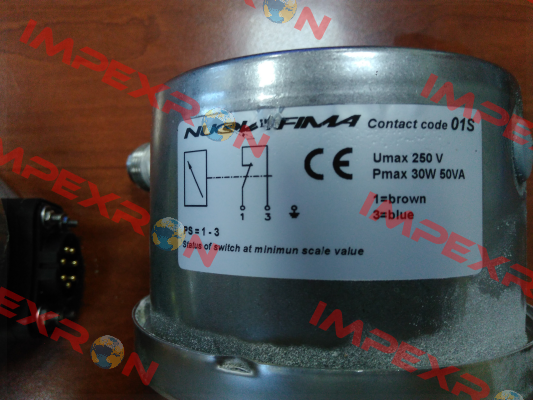 NUOVA FIMA Contact code 01S
CE
Umax 250 V
Pmax 30W 50VA
1=brown
3=blue
1 3
PS = 1 - 3
Status of switch at minimun scale value
IMPEXRON
IMPEXRON
IMPEXRON
IMPEXRON
IMPEXRON